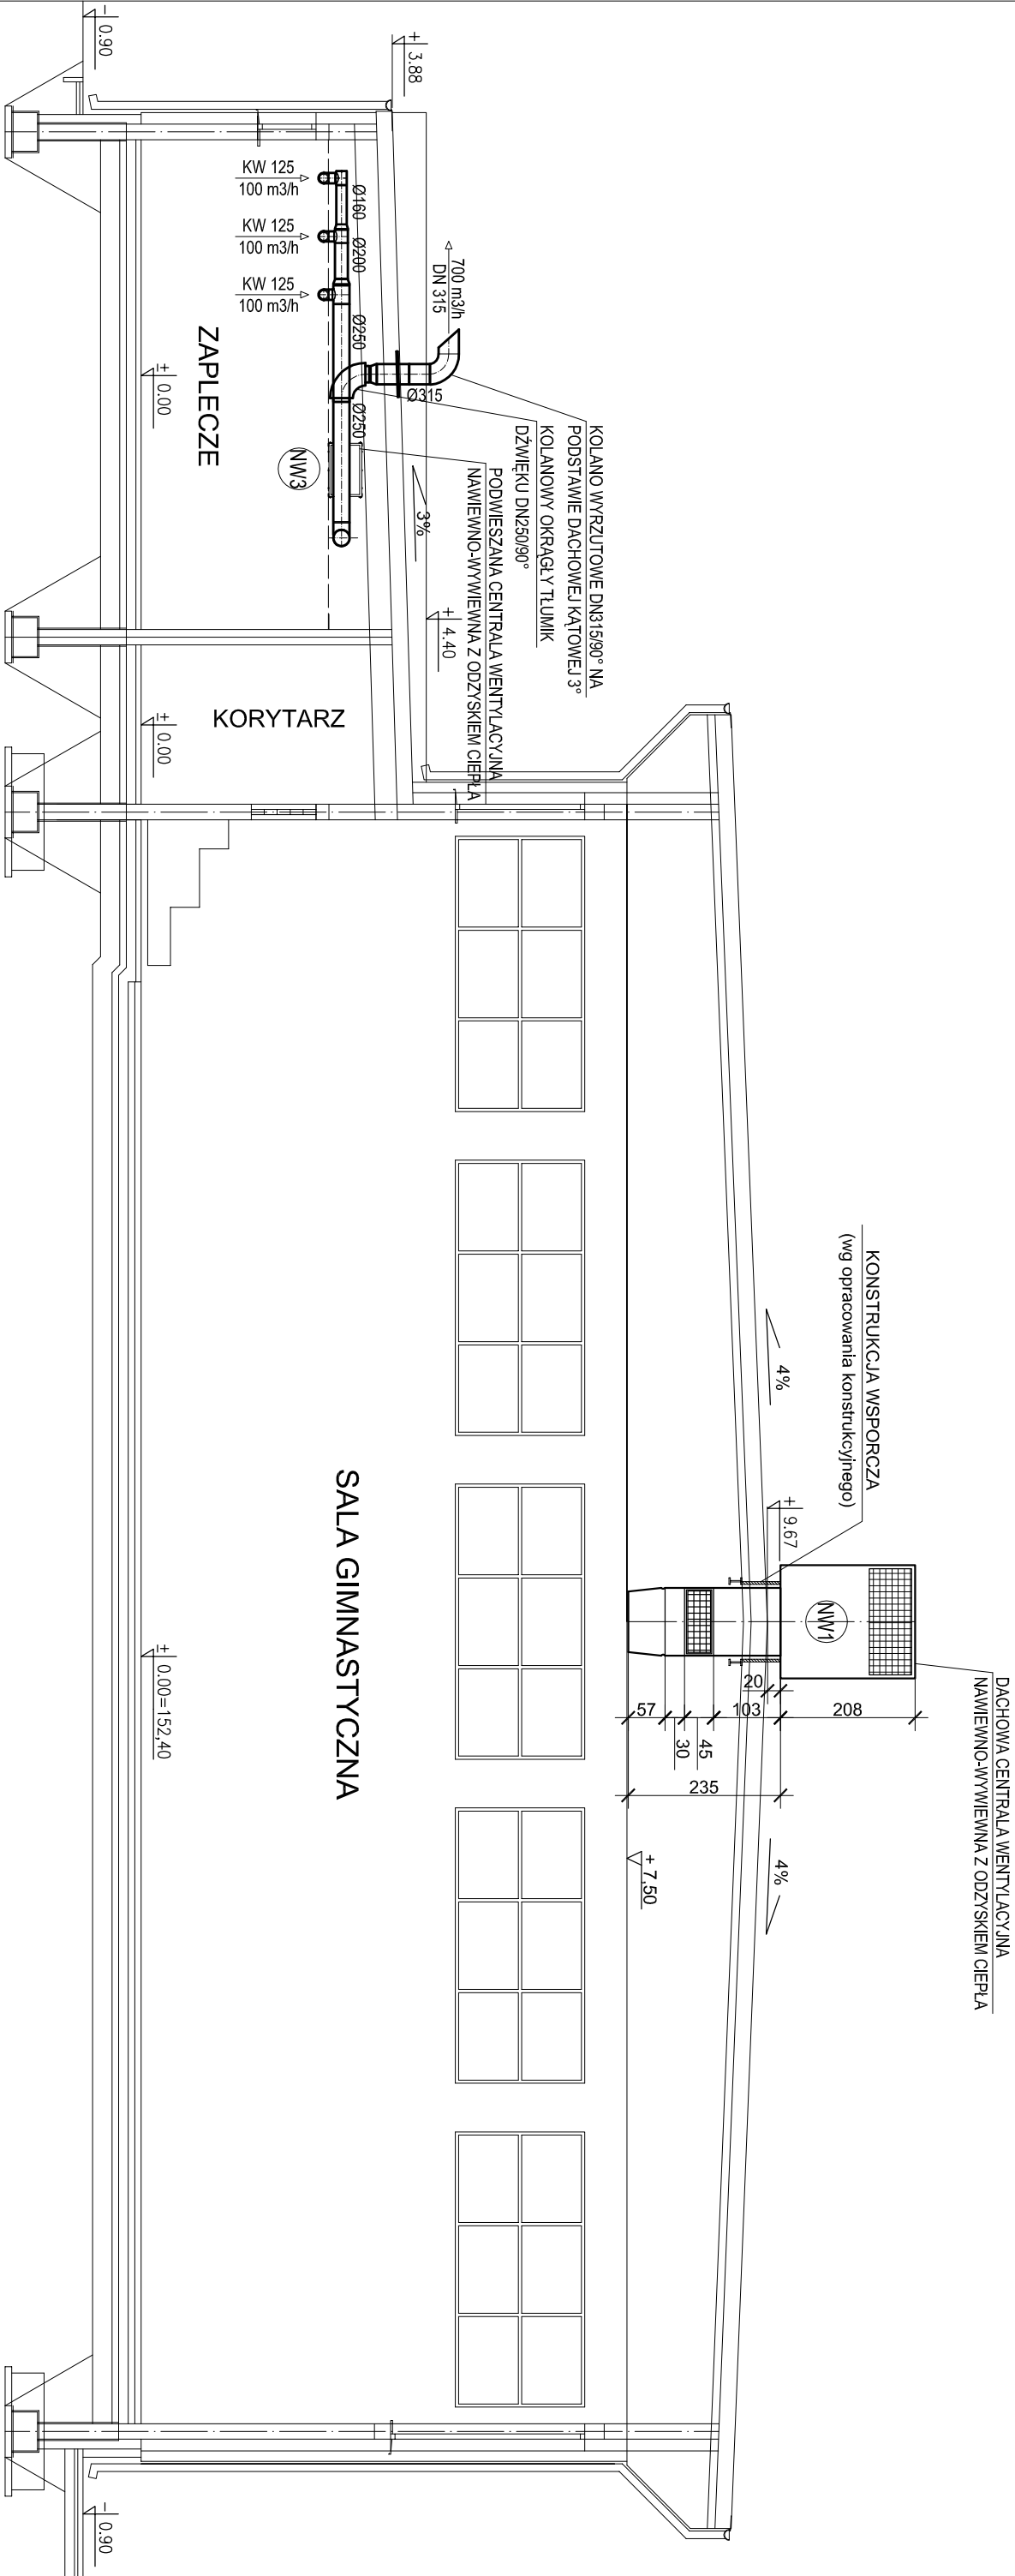 - 0.90
+ 3.88
KW 125
100 m3/h
KW 125
100 m3/h
KW 125
100 m3/h
Ø160
Ø200
Ø250
Ø250
Ø315
700 m3/h
DN 315
ZAPLECZE
± 0.00
NW3
3%
KOLANO WYRZUTOWE DN315/90° NA
PODSTAWIE DACHOWEJ KĄTOWEJ 3°
KOLANOWY OKRĄGŁY TŁUMIK
DŹWIĘKU DN250/90°
PODWIESZANA CENTRALA WENTYLACYJNA
NAWIEWNO-WYWIEWNA Z ODZYSKIEM CIEPŁA
+ 4.40
KORYTARZ
± 0.00
KONSTRUKCJA WSPORCZA
(wg opracowania konstrukcyjnego)
4%
+ 9.67
NW1
DACHOWA CENTRALA WENTYLACYJNA
NAWIEWNO-WYWIEWNA Z ODZYSKIEM CIEPŁA
20
57
103
208
30
45
235
4%
+ 7,50
SALA GIMNASTYCZNA
± 0.00=152,40
- 0.90